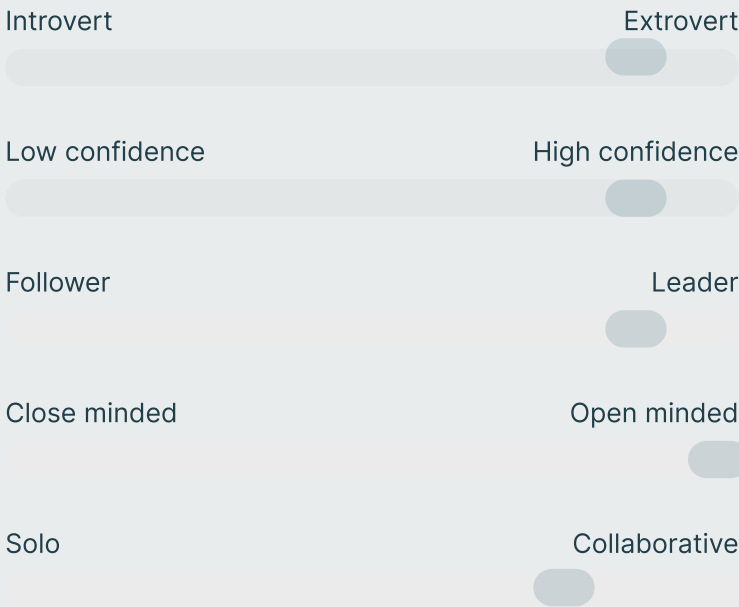 Introvert Extrovert
Low confidence High confidence
Follower Leader
Close minded Open minded
Solo Collaborative